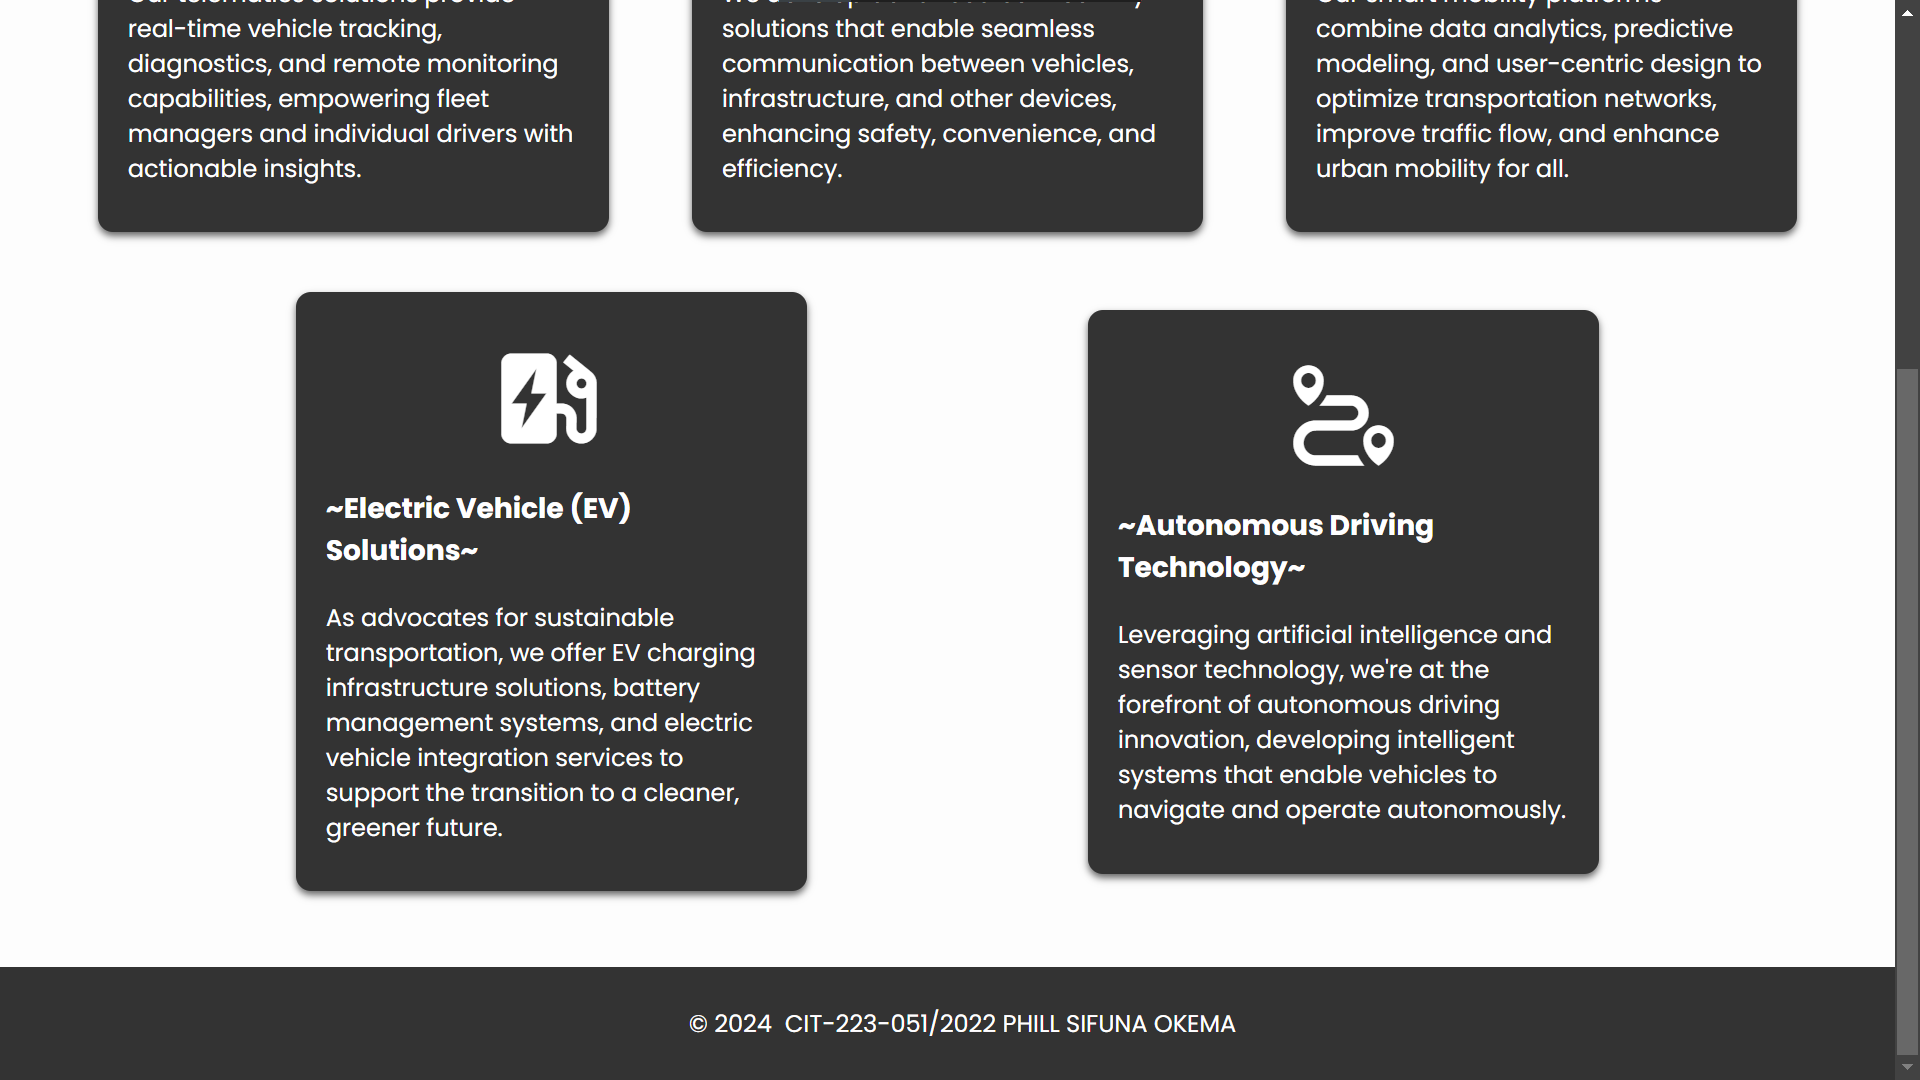 real-time vehicle tracking,
diagnostics, and remote monitoring
capabilities, empowering fleet
managers and individual drivers with
actionable insights.
solutions that enable seamless
communication between vehicles,
infrastructure, and other devices,
enhancing safety, convenience, and
efficiency.
combine data analytics, predictive
modeling, and user-centric design to
optimize transportation networks,
improve traffic flow, and enhance
urban mobility for all.
~Electric Vehicle (EV)
Solutions~
As advocates for sustainable
transportation, we offer EV charging
infrastructure solutions, battery
management systems, and electric
vehicle integration services to
support the transition to a cleaner,
greener future.
~Autonomous Driving
Technology~
Leveraging artificial intelligence and
sensor technology, we're at the
forefront of autonomous driving
innovation, developing intelligent
systems that enable vehicles to
navigate and operate autonomously.
© 2024 CIT-223-051/2022 PHILL SIFUNA OKEMA